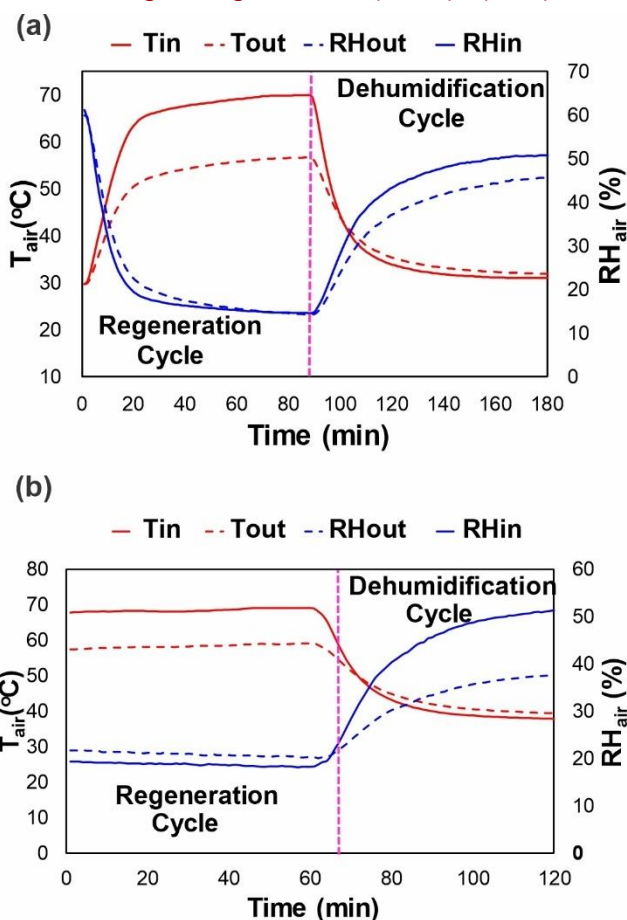 (a)
Tin Tout RHout RHin
70 70
60 60
50 50
40 40
30 30
20 20
10 10
0
Tair(oC)
RHair (%)
Dehumidification
Cycle
Regeneration
Cycle
0 20 40 60 80 100 120 140 160 180
Time (min)
(b)
Tin Tout RHout RHin
80 60
70 50
60 40
50 30
40 20
30 10
20 0
10
0
Tair(oC)
RHair (%)
Dehumidification
Cycle
Regeneration
Cycle
0 20 40 60 80 100 120
Time (min)